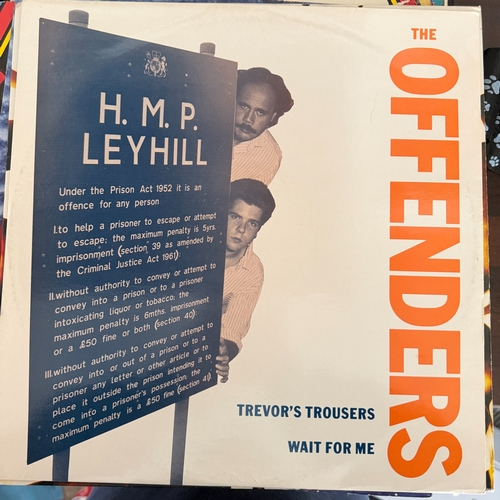 THE
OFFENDERS
H. M. P.
LEYHILL
Under the Prison Act 1952 it is an
offence for any person
I.to help a prisoner to escape or attempt
to escape: the maximum penalty is 5yrs.
imprisonment (section 39 as amended by
the Criminal Justice Act 1961):
II.without authority to convey or attempt to
convey into a prison or to a prisoner
intoxicating liquor or tobacco: the
maximum penalty is 6mths. imprisonment
or a £50 fine or both (section 40):
III.without authority to convey or attempt to
convey into or out of a prison or to a
prisoner any letter or other article or to
place it outside the prison intending it to
come into a prisoner's possession: the
maximum penalty is a £50 fine (section 41)
TREVOR'S TROUSERS
WAIT FOR ME